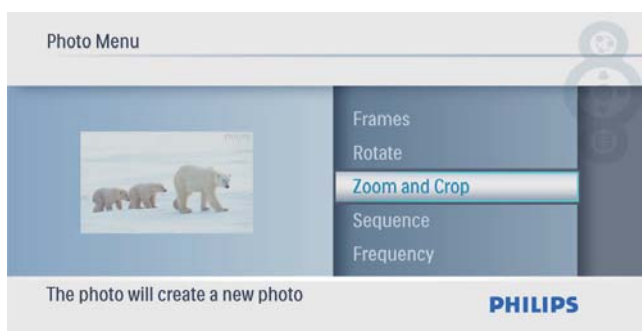 Photo Menu
Frames
Rotate
Zoom and Crop
Sequence
Frequency
The photo will create a new photo
PHILIPS